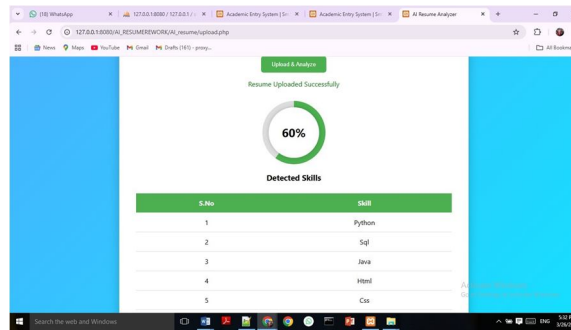 (18) WhatsApp
127.0.0.1:8080 / 127.0.0.1 /
Academic Entry System | Sm
Academic Entry System | Sm
AI Resume Analyzer
127.0.0.1:8080/AI_RESUMEREWORK/AI_resume/upload.php
News
Maps
YouTube
Gmail
Drafts (161) - proxy...
All Bookma
Upload & Analyze
Resume Uploaded Successfully
60%
Detected Skills
S.No Skill
1 Python
2 Sql
3 Java
4 Html
5 Css
Search the web and Windows
ENG
5:32 P